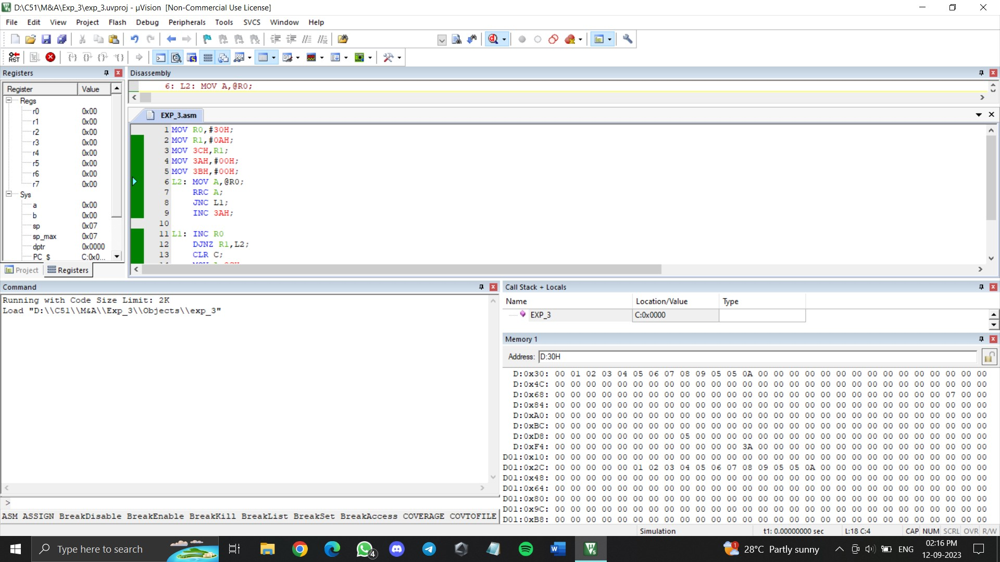 D:\C51\M&A\Exp_3\exp_3.uvproj - µVision [Non-Commercial Use License]
File Edit View Project Flash Debug Peripherals Tools SVCS Window Help
RST
Registers
Register Value
Regs
r0 0x00
r1 0x00
r2 0x00
r3 0x00
r4 0x00
r5 0x00
r6 0x00
r7 0x00
Sys
a 0x00
b 0x00
sp 0x07
sp_max 0x07
dptr 0x0000
PC $ C:0x0...
Project Registers
Disassembly
6: L2: MOV A,@R0;
EXP_3.asm
1 MOV R0,#30H;
2 MOV R1,#0AH;
3 MOV 3CH,R1;
4 MOV 3AH,#00H;
5 MOV 3BH,#00H;
6 L2: MOV A,@R0;
7 RRC A;
8 JNC L1;
9 INC 3AH;
10
11 L1: INC R0
12 DJNZ R1,L2;
13 CLR C;
Command
Running with Code Size Limit: 2K
Load "D:\\C51\\M&A\\Exp_3\\Objects\\exp_3"
>
ASM ASSIGN BreakDisable BreakEnable BreakKill BreakList BreakSet BreakAccess COVERAGE COVTOFILE
Call Stack + Locals
Name Location/Value Type
EXP_3 C:0x0000
Memory 1
Address: D:30H
D:0x30: 00 01 02 03 04 05 06 07 08 09 05 05 0A 00 00 00 00 00 00 00 00 00 00 00 00 00 00 00
D:0x4C: 00 00 00 00 00 00 00 00 00 00 00 00 00 00 00 00 00 00 00 00 00 00 00 00 00 00 00 00
D:0x68: 00 00 00 00 00 00 00 00 00 00 00 00 00 00 00 00 00 00 00 00 00 00 00 00 00 07 00 00
D:0x84: 00 00 00 00 00 00 00 00 00 00 00 00 00 00 00 00 00 00 00 00 00 00 00 00 00 00 00 00
D:0xA0: 00 00 00 00 00 00 00 00 00 00 00 00 00 00 00 00 00 00 00 00 00 00 00 00 00 00 00 00
D:0xBC: 00 00 00 00 00 00 00 00 00 00 00 00 00 00 00 00 00 00 00 00 00 00 00 00 00 00 00 00
D:0xD8: 00 00 00 00 00 00 00 00 05 00 00 00 00 00 00 00 00 00 00 00 00 00 00 00 00 00 00 00
D:0xF4: 00 00 00 00 00 00 00 00 00 00 00 00 3A 00 00 00 00 00 00 00 00 00 00 00 00 00 00 00
D01:0x10: 00 00 00 00 00 00 00 00 00 00 00 00 00 00 00 00 00 00 00 00 00 00 00 00 00 00 00 00
D01:0x2C: 00 00 00 00 00 01 02 03 04 05 06 07 08 09 05 05 0A 00 00 00 00 00 00 00 00 00 00 00
D01:0x48: 00 00 00 00 00 00 00 00 00 00 00 00 00 00 00 00 00 00 00 00 00 00 00 00 00 00 00 00
D01:0x64: 00 00 00 00 00 00 00 00 00 00 00 00 00 00 00 00 00 00 00 00 00 00 00 00 00 00 00 00
D01:0x80: 00 00 00 00 00 00 00 00 00 00 00 00 00 00 00 00 00 00 00 00 00 00 00 00 00 00 00 00
D01:0x9C: 00 00 00 00 00 00 00 00 00 00 00 00 00 00 00 00 00 00 00 00 00 00 00 00 00 00 00 00
D01:0xB8: 00 00 00 00 00 00 00 00 00 00 00 00 00 00 00 00 00 00 00 00 00 00 00 00 00 00 00 00
Simulation t1: 0.00000000 sec L:18 C:4 CAP NUM SCRL OVR R/W
Type here to search 4 W 1 28°C Partly sunny ENG 02:16 PM
12-09-2023